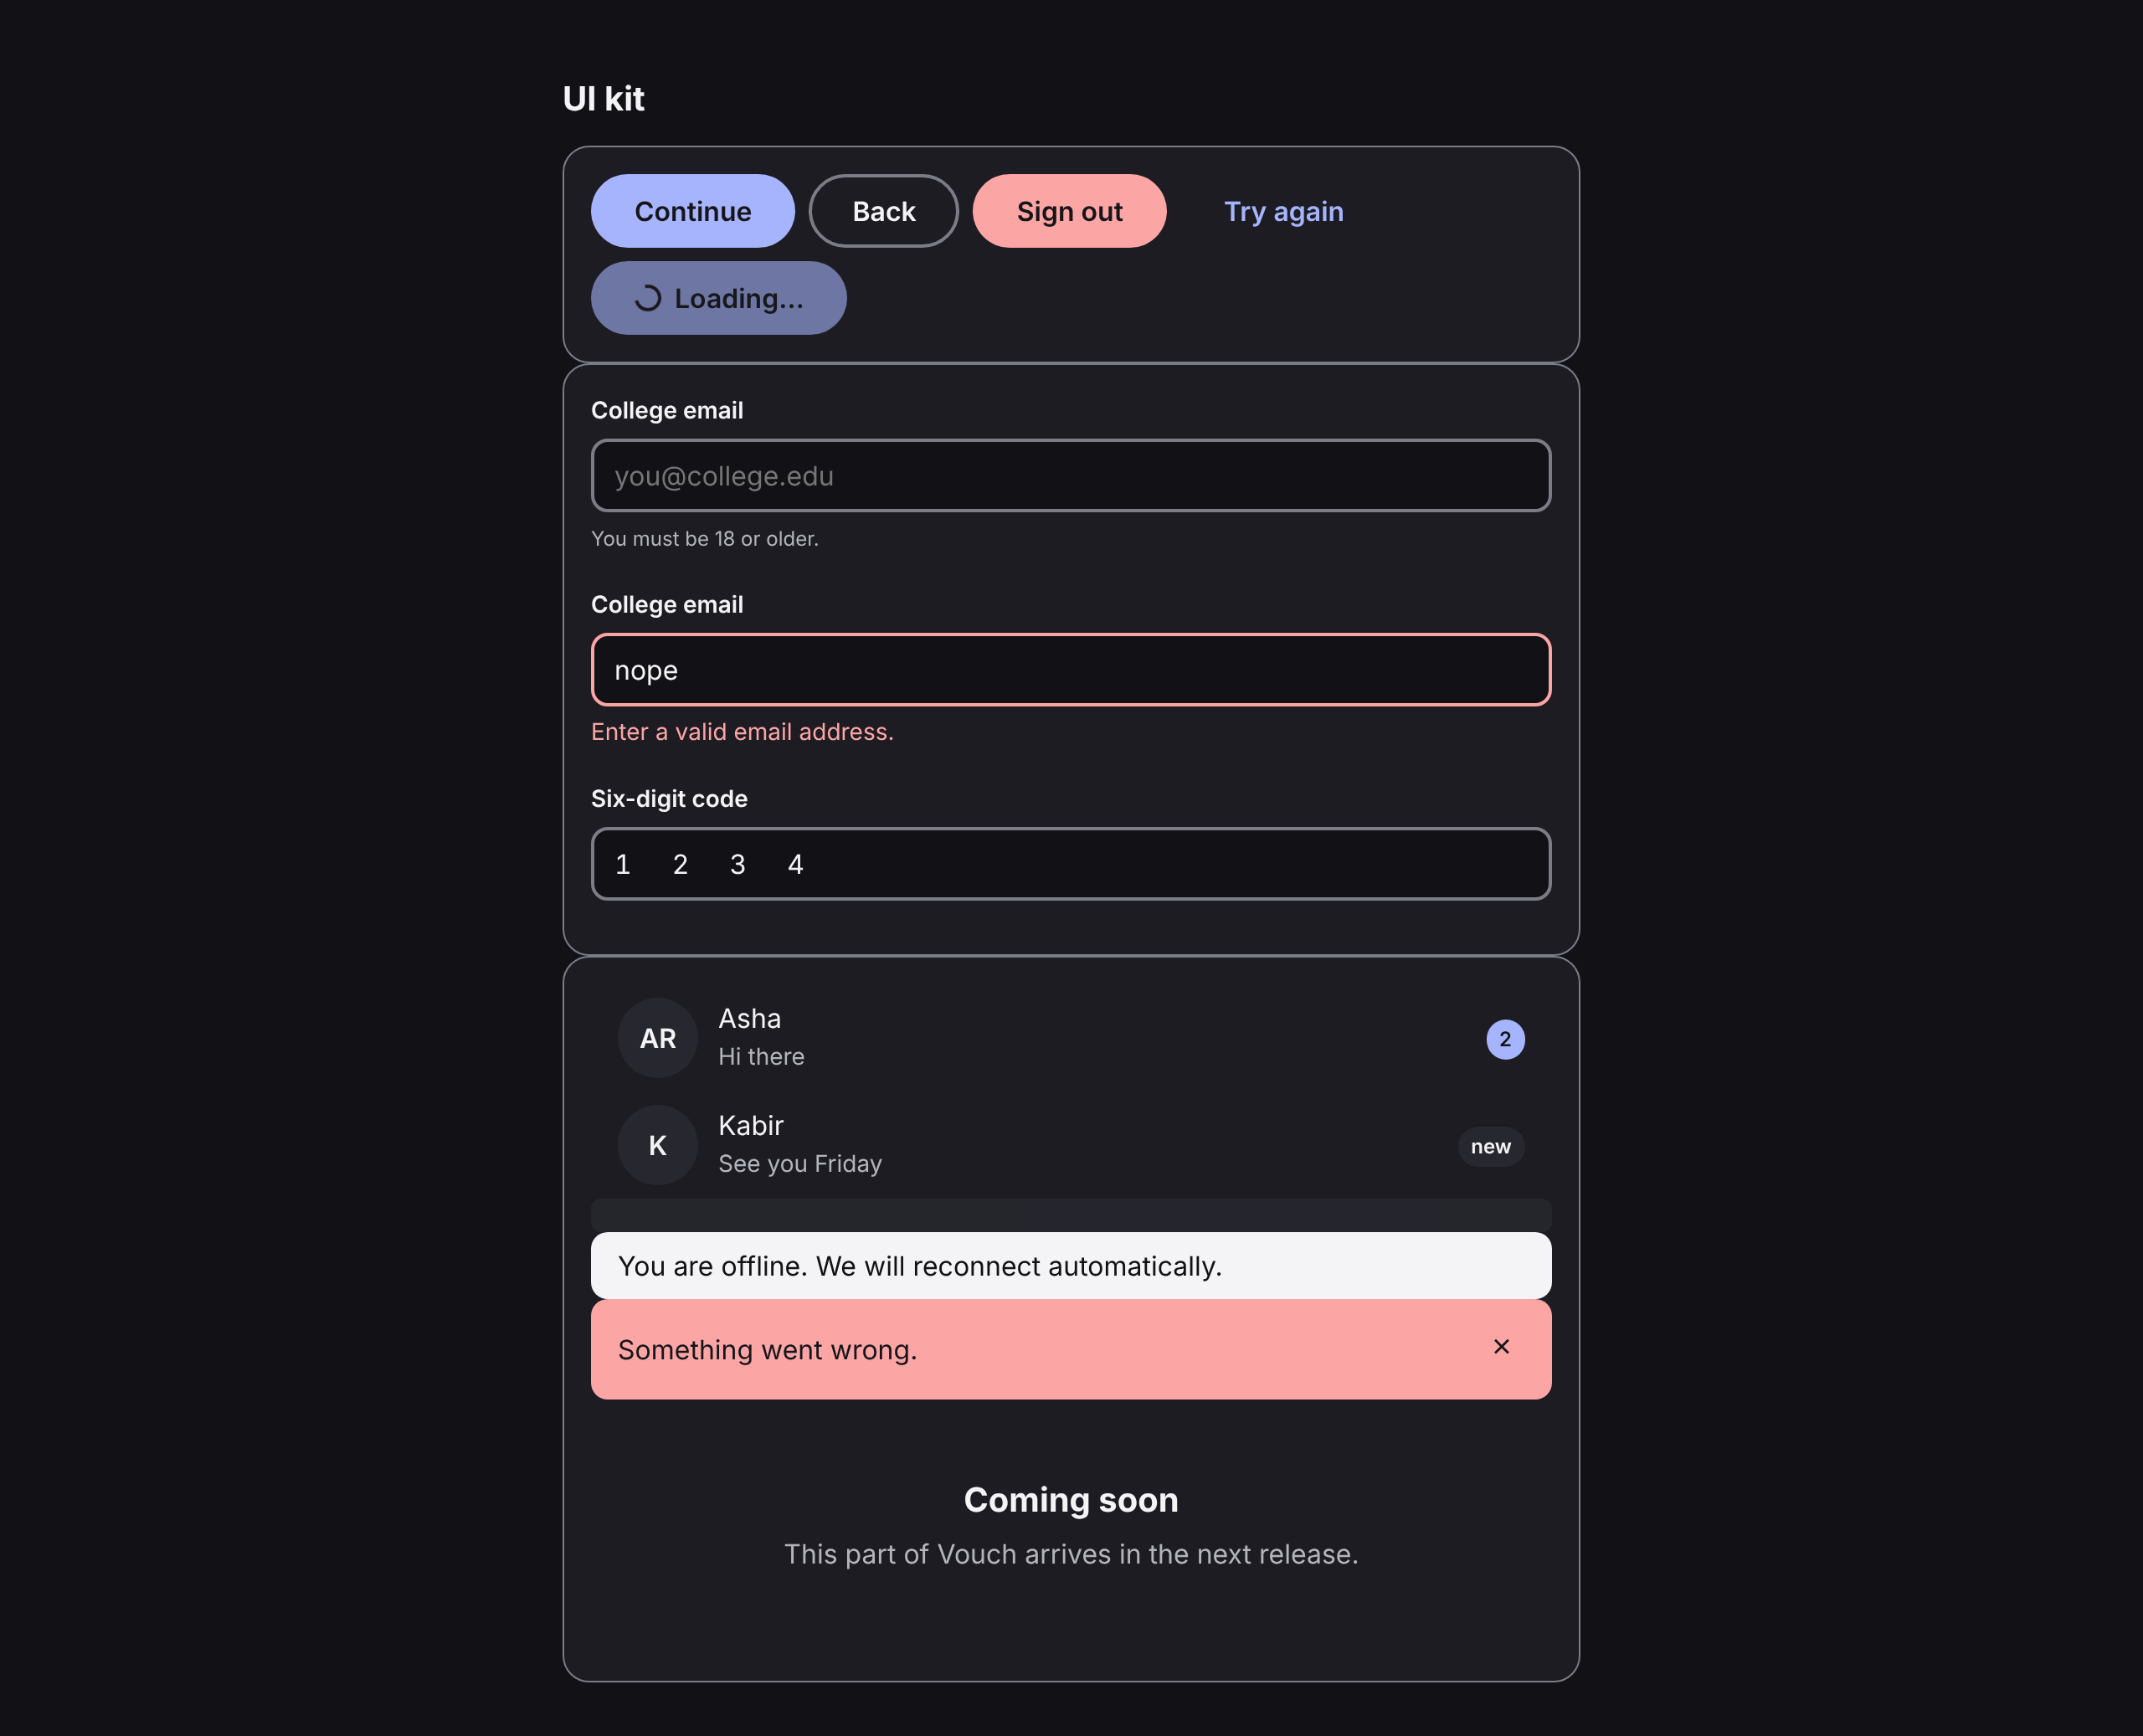 UI kit
Continue Back Sign out Try again
Loading...
College email
you@college.edu
You must be 18 or older.
College email
nope
Enter a valid email address.
Six-digit code
1 2 3 4
AR Asha
Hi there
2
K Kabir
See you Friday
new
You are offline. We will reconnect automatically.
Something went wrong. ×
Coming soon
This part of Vouch arrives in the next release.